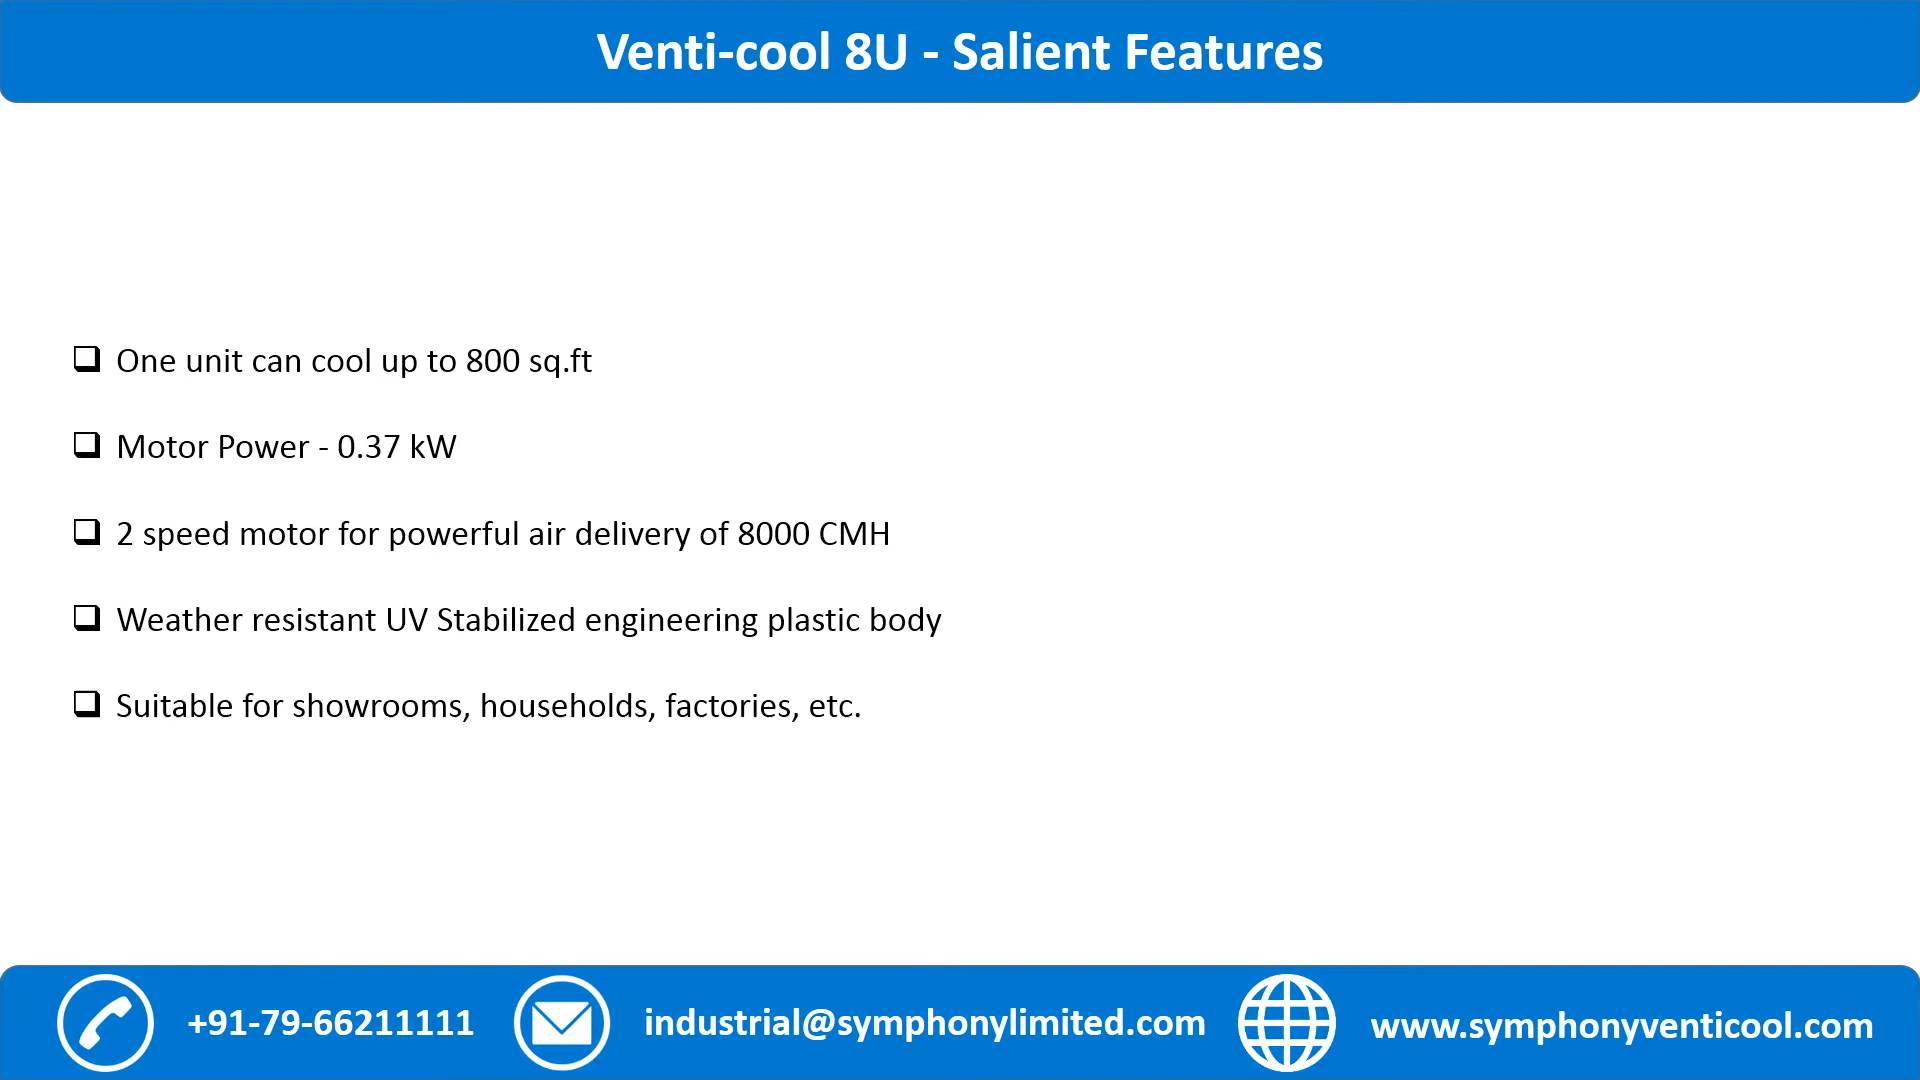 Venti-cool 8U - Salient Features
One unit can cool up to 800 sq.ft
Motor Power - 0.37 kW
2 speed motor for powerful air delivery of 8000 CMH
Weather resistant UV Stabilized engineering plastic body
Suitable for showrooms, households, factories, etc.
+91-79-66211111
industrial@symphonylimited.com
www.symphonyventicool.com